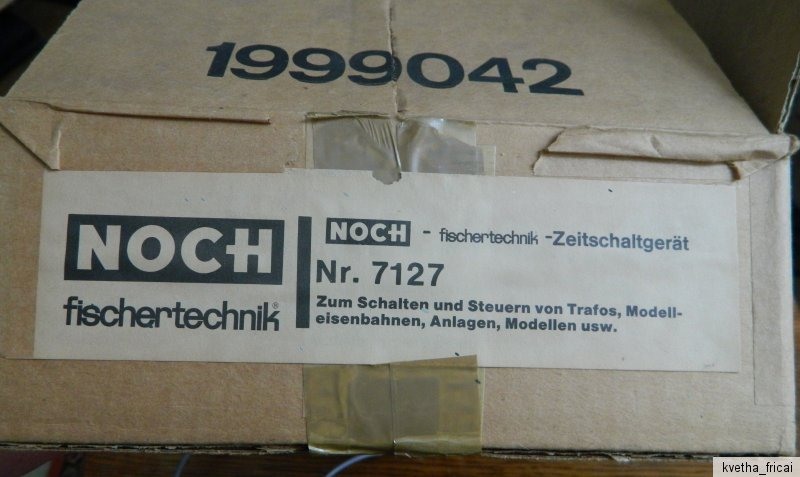 1999042
NOCH
fischertechnik®
NOCH - fischertechnik -Zeitschaltgerät
Nr. 7127
Zum Schalten und Steuern von Trafos, Modell-
eisenbahnen, Anlagen, Modellen usw.
kvetha_fricai